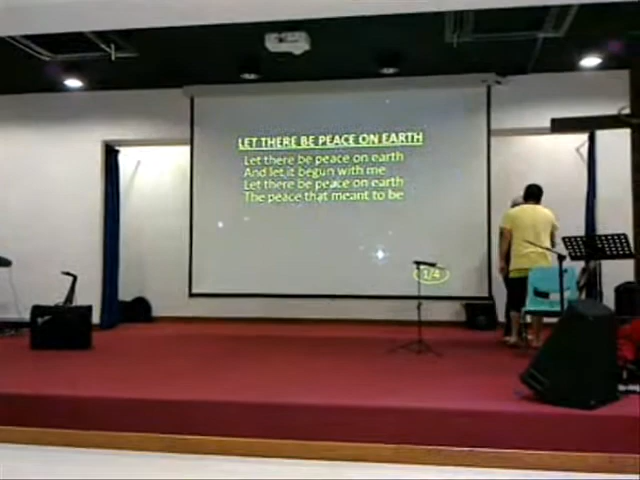 LET THERE BE PEACE ON EARTH
Let there be peace on earth
And let it begun with me
Let there be peace on earth
The peace that meant to be
1/4